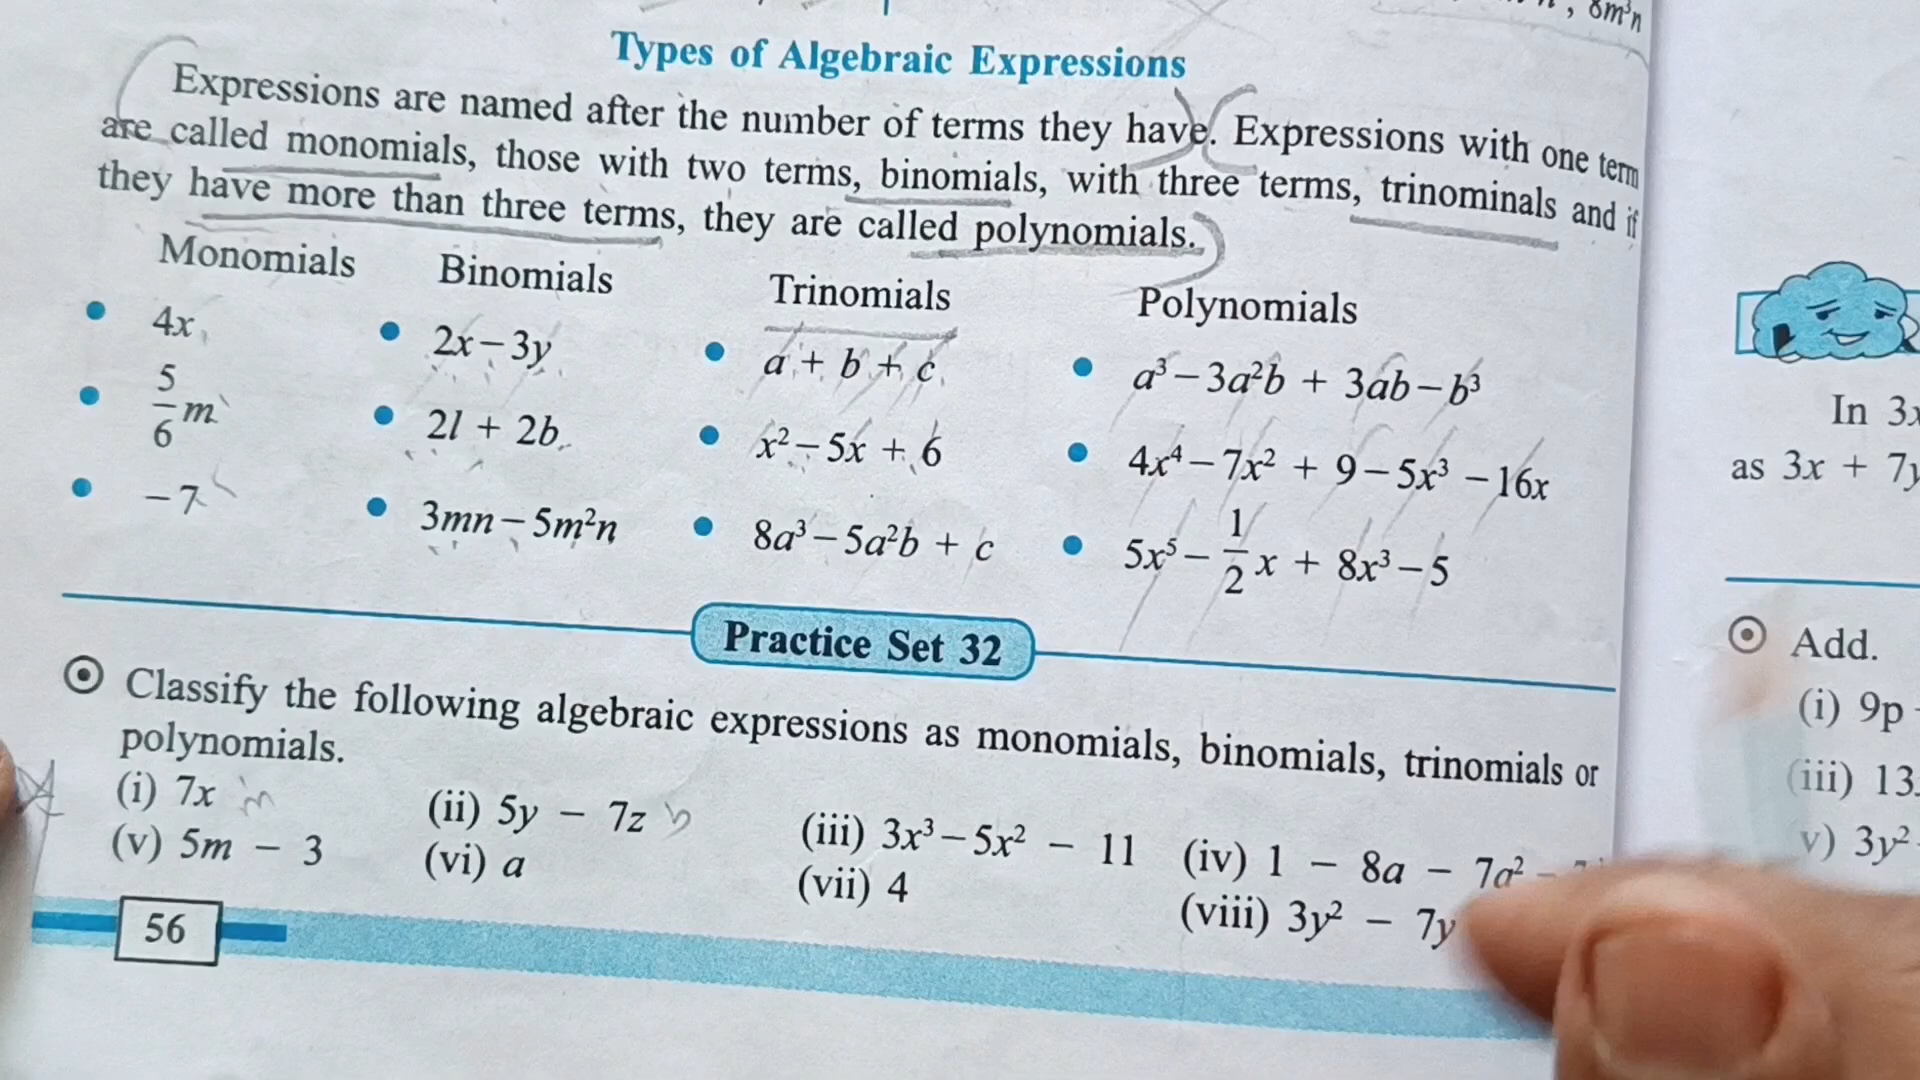 , 8m³n
Types of Algebraic Expressions
Expressions are named after the number of terms they have. Expressions with one term
are called monomials, those with two terms, binomials, with three terms, trinominals and if
they have more than three terms, they are called polynomials.
Monomials Binomials Trinomials Polynomials
• 4x • 2x – 3y • a + b + c • a³ – 3a²b + 3ab – b³
• 5/6 m • 2l + 2b • x² – 5x + 6 • 4x⁴ – 7x² + 9 – 5x³ – 16x
• –7 • 3mn – 5m²n • 8a³ – 5a²b + c • 5x⁵ – 1/2 x + 8x³ – 5
Practice Set 32
Classify the following algebraic expressions as monomials, binomials, trinomials or
polynomials.
(i) 7x m (ii) 5y – 7z b (iii) 3x³ – 5x² – 11 (iv) 1 – 8a – 7a² –
(v) 5m – 3 (vi) a (vii) 4 (viii) 3y² – 7y
56
In 3x
as 3x + 7y
Add.
(i) 9p
(iii) 13
v) 3y²